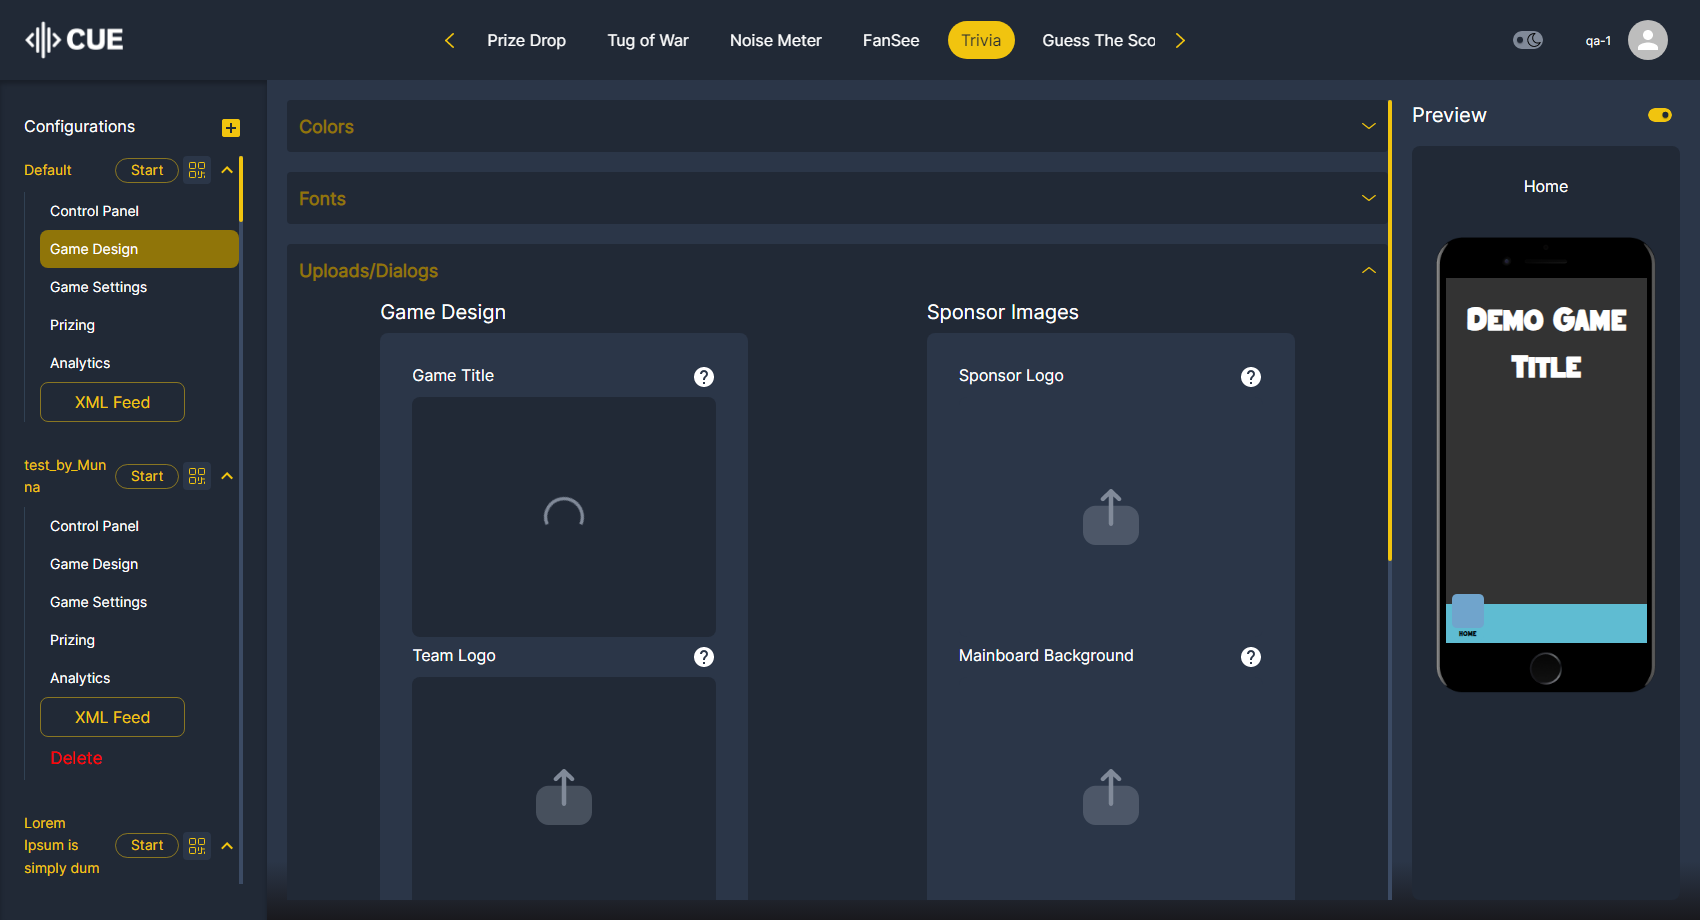 CUE
Prize Drop
Tug of War
Noise Meter
FanSee
Trivia
Guess The Sco
qa-1
Configurations
Default
Start
Control Panel
Game Design
Game Settings
Prizing
Analytics
XML Feed
test_by_Mun
na
Start
Control Panel
Game Design
Game Settings
Prizing
Analytics
XML Feed
Delete
Lorem
Ipsum is
simply dum
Start
Colors
Fonts
Uploads/Dialogs
Game Design
Game Title
?
Team Logo
?
Sponsor Images
Sponsor Logo
?
Mainboard Background
?
Preview
Home
Demo Game
Title
HOME